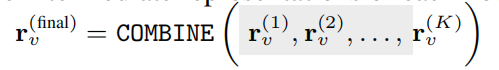 r_v^{(final)} = COMBINE ( r_v^{(1)}, r_v^{(2)}, . . . , r_v^{(K)} )